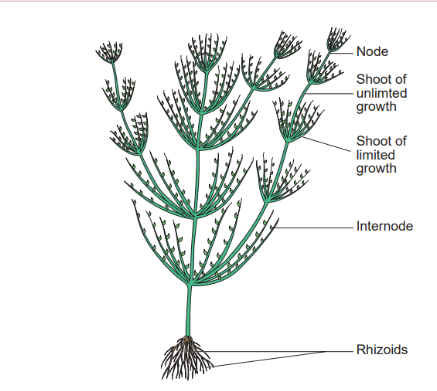 Node
Shoot of
unlimted
growth
Shoot of
limited
growth
Internode
Rhizoids